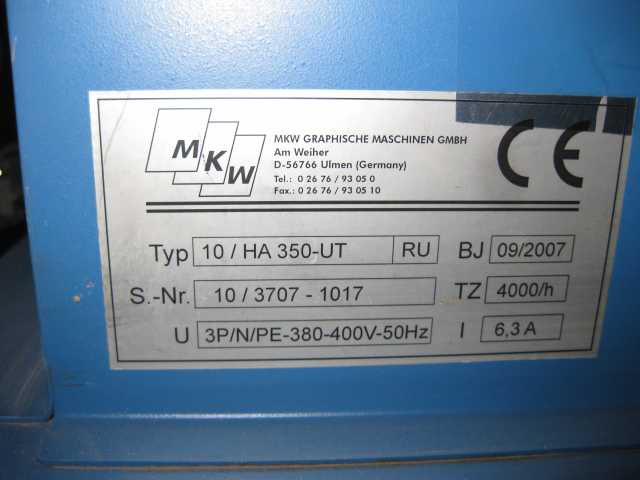 MKW
MKW GRAPHISCHE MASCHINEN GMBH
Am Weiher
D-56766 Ulmen (Germany)
Tel.: 0 26 76 / 93 05 0
Fax.: 0 26 76 / 93 05 10
CE
Typ 10 / HA 350-UT RU BJ 09/2007
S.-Nr. 10 / 3707 - 1017 TZ 4000/h
U 3P/N/PE-380-400V-50Hz I 6,3 A